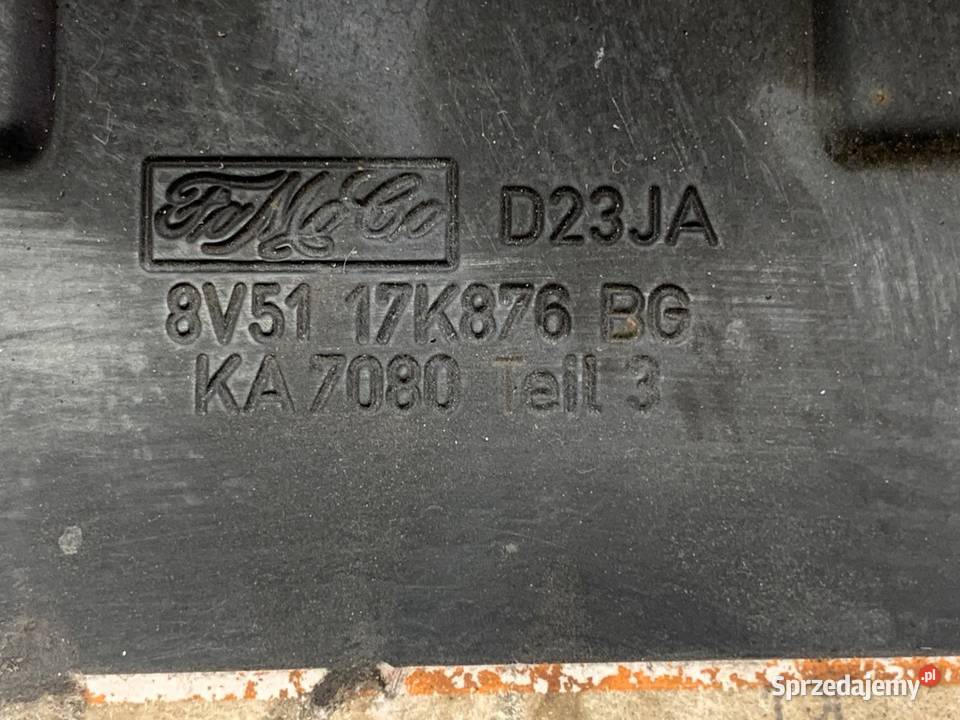 FoMoCo D23JA
8V51 17K876 BG
KA 7080 Teil 3
Sprzedajemy.pl